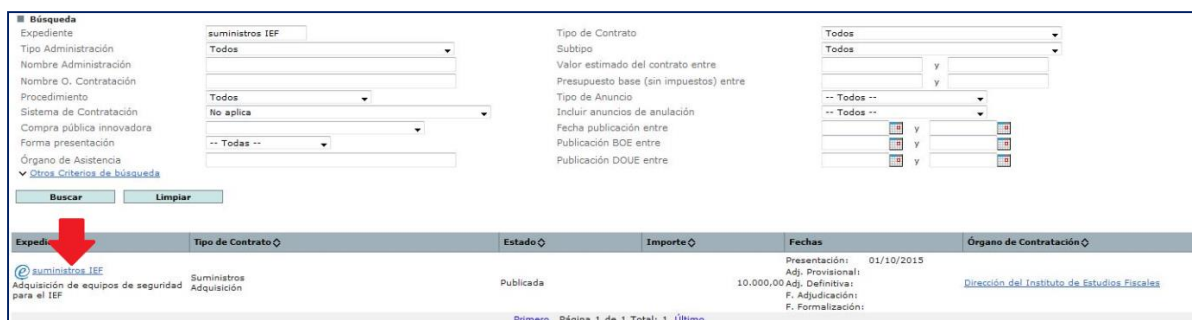 Búsqueda
Expediente suministros IEF Tipo de Contrato Todos
Tipo Administración Todos Subtipo Todos
Nombre Administración Valor estimado del contrato entre y
Nombre O. Contratación Presupuesto base (sin impuestos) entre y
Procedimiento Todos Tipo de Anuncio -- Todos --
Sistema de Contratación No aplica Incluir anuncios de anulación -- Todos --
Compra pública innovadora Fecha publicación entre y
Forma presentación -- Todas -- Publicación BOE entre y
Órgano de Asistencia Publicación DOUE entre y
Otros Criterios de búsqueda
Buscar Limpiar
Tipo de Contrato Estado Importe Fechas Órgano de Contratación
suministros IEF
Adquisición de equipos de seguridad para el IEF
Suministros
Adquisición
Publicada
10.000,00
Presentación: 01/10/2015
Adj. Provisional:
Adj. Definitiva:
F. Adjudicación:
F. Formalización:
Dirección del Instituto de Estudios Fiscales
Primero Página 1 de 1 Total: 1 Último